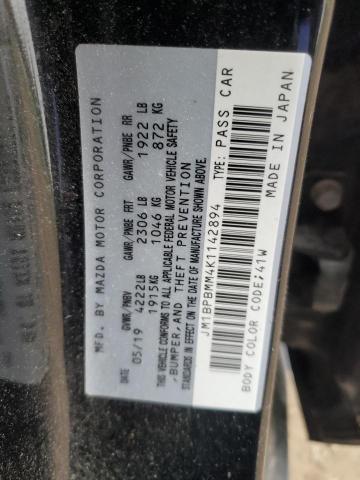 MFD. BY MAZDA MOTOR CORPORATION
DATE GVWR/PNBV GAWR/PNBE FRT GAWR/PNBE RR
05/19 4222LB 2306 LB 1922 LB
1915KG 1046 KG 872 KG
THIS VEHICLE CONFORMS TO ALL APPLICABLE FEDERAL MOTOR VEHICLE SAFETY
,BUMPER, AND THEFT PREVENTION
STANDARDS IN EFFECT ON THE DATE OF MANUFACTURE SHOWN ABOVE.
JM1BPBMM4K1142894 TYPE: PASS CAR
BODY COLOR CODE;41W MADE IN JAPAN